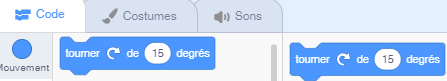 Code Costumes Sons
tourner de 15 degrés tourner de 15 degrés
Mouvement